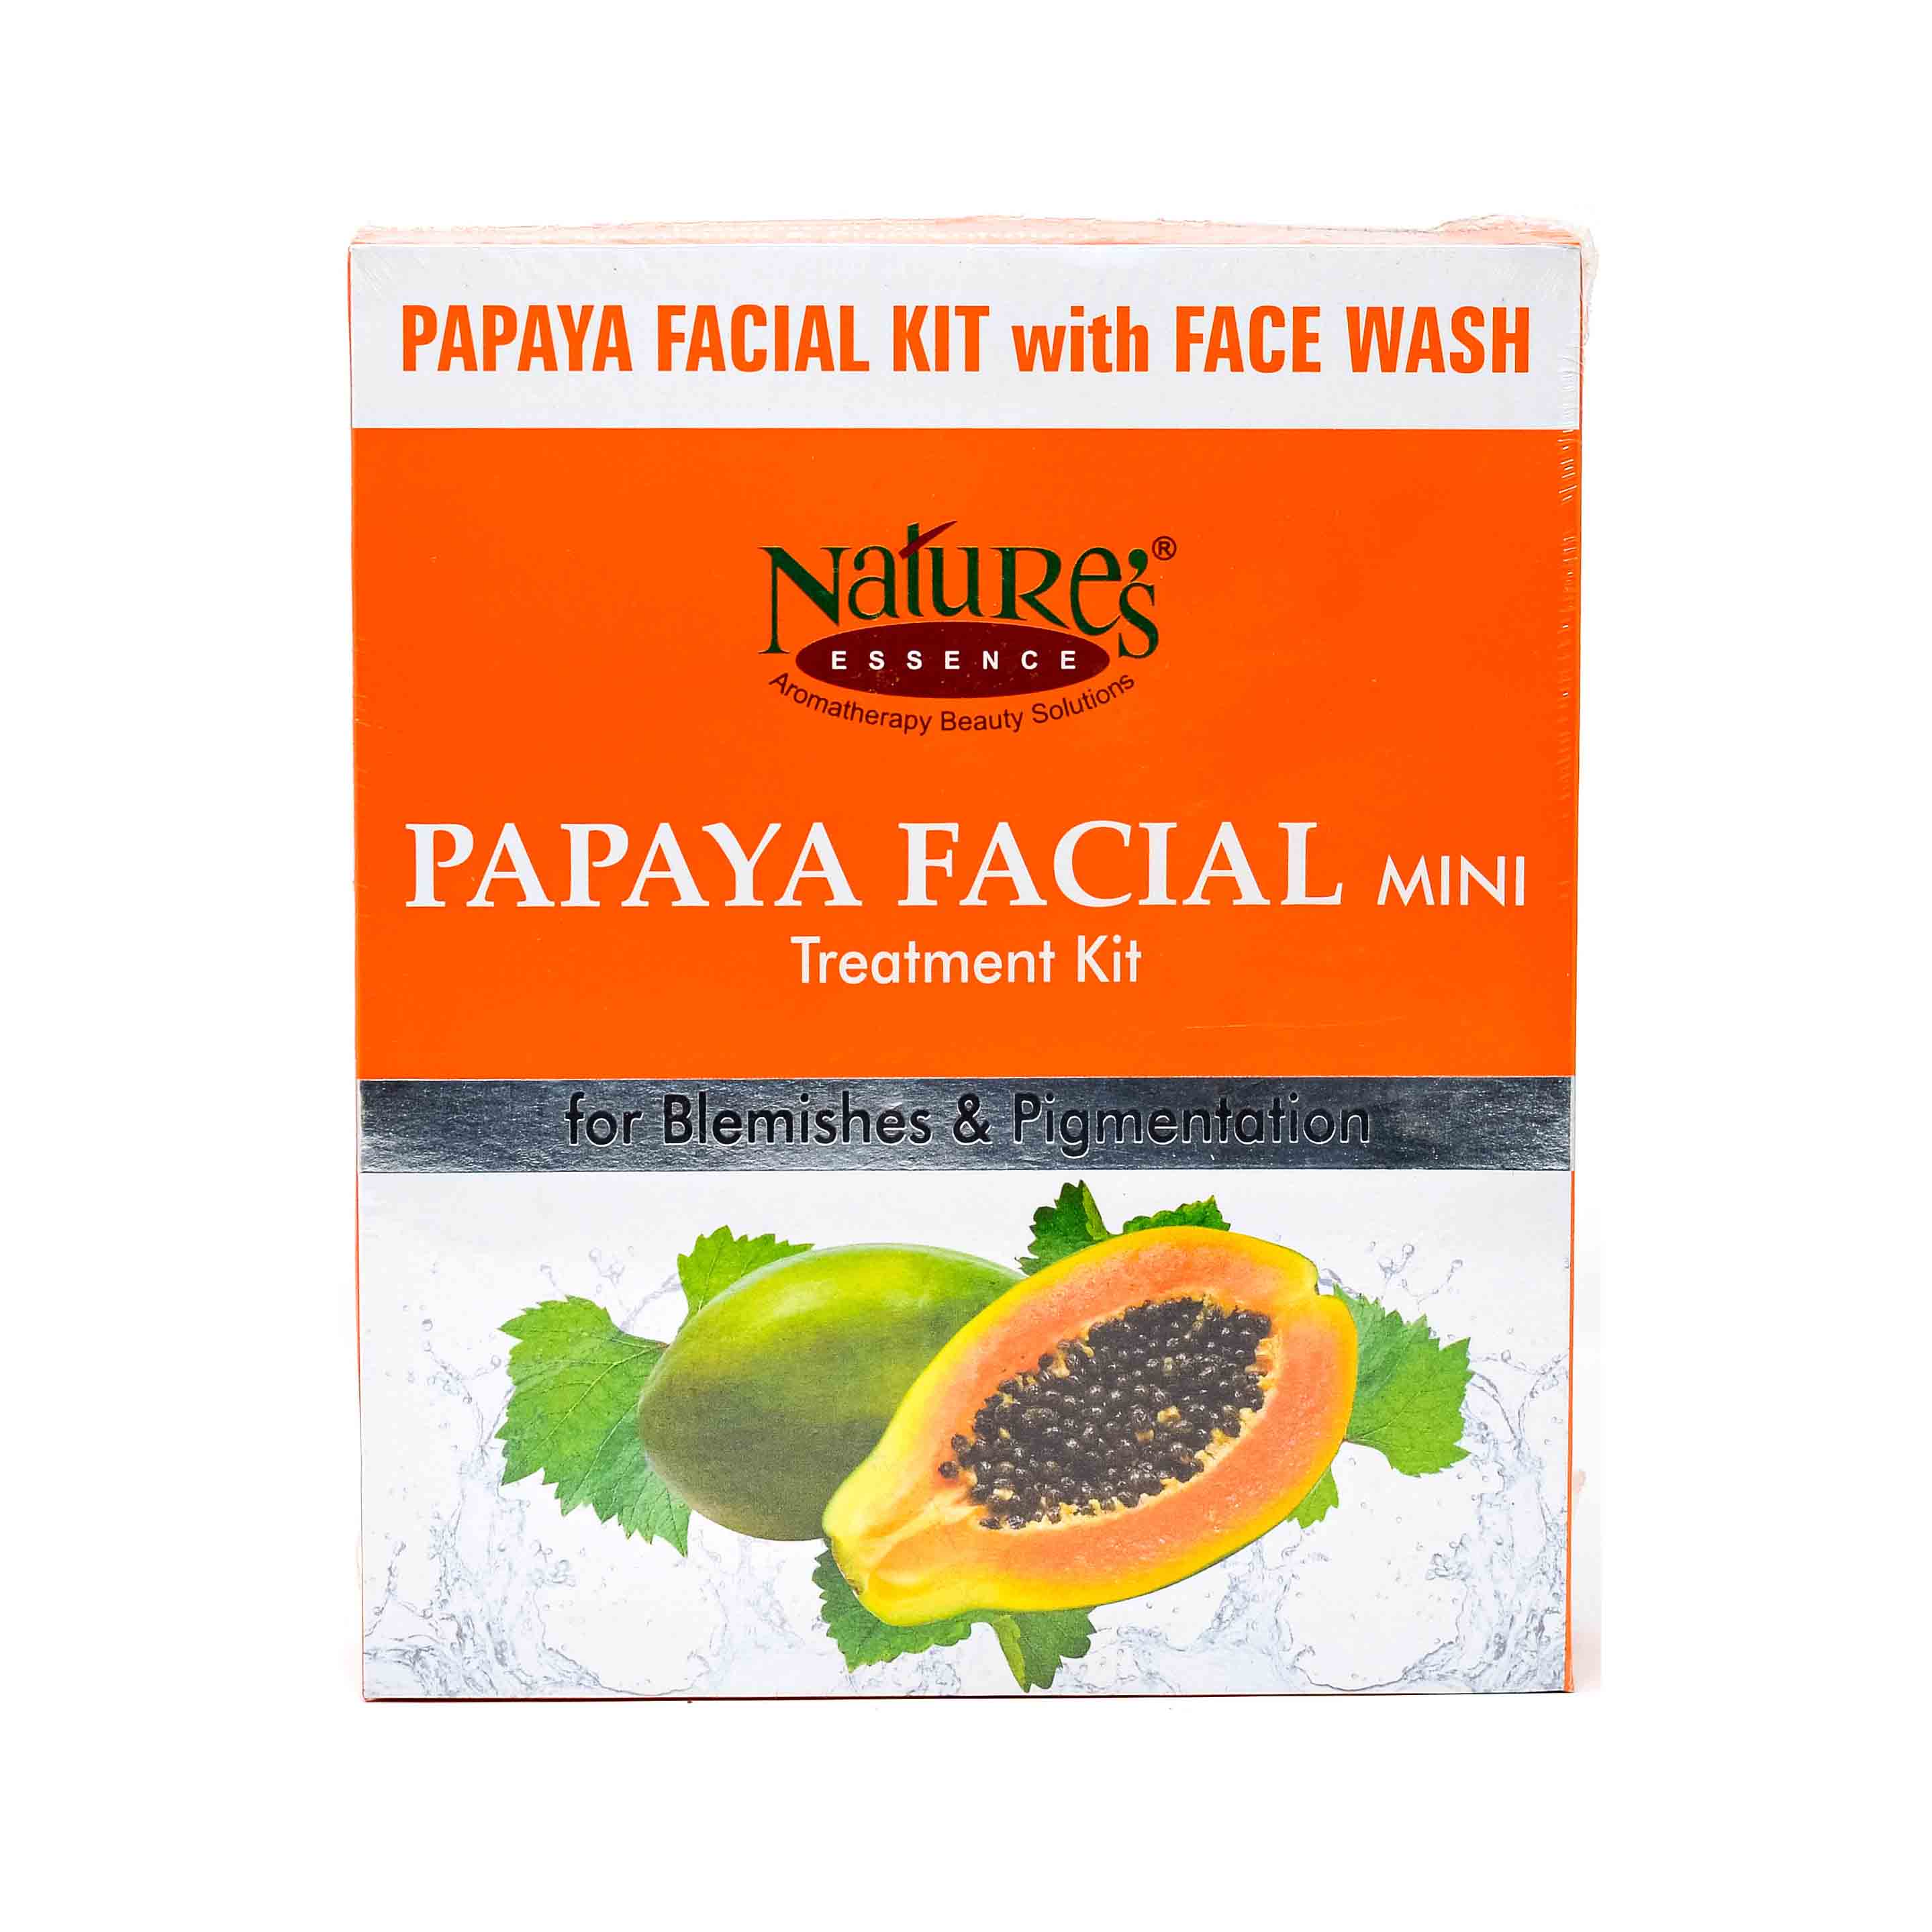 PAPAYA FACIAL KIT with FACE WASH
NATURE'S®
ESSENCE
Aromatherapy Beauty Solutions
PAPAYA FACIAL MINI
Treatment Kit
for Blemishes & Pigmentation